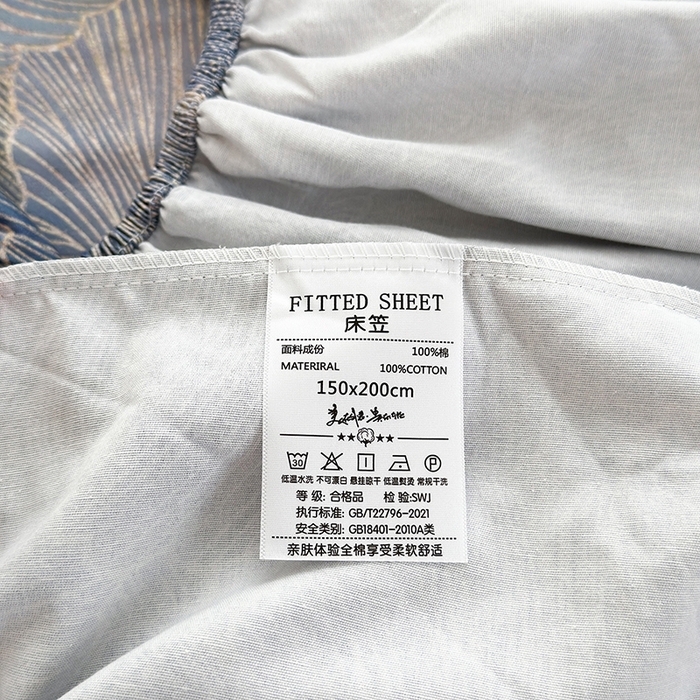 FITTED SHEET
床笠
面料成份 100%棉
MATERIRAL 100%COTTON
150x200cm
30 P
低温水洗 不可漂白 悬挂晾干 低温熨烫 常规干洗
等 级: 合格品 检 验:SWJ
执行标准: GB/T22796-2021
安全类别: GB18401-2010A类
亲肤体验全棉享受柔软舒适